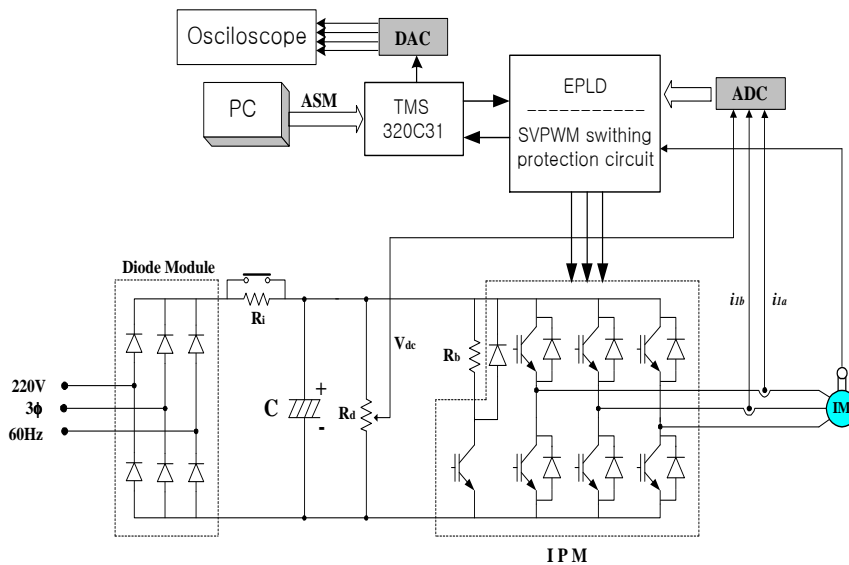 Osciloscope
DAC
PC
ASM
TMS
320C31
EPLD
SVPWM swithing
protection circuit
ADC
Diode Module
Ri
Vdc
Rb
i1b
i1a
220V
3ϕ
60Hz
C
+
-
Rd
IM
I P M